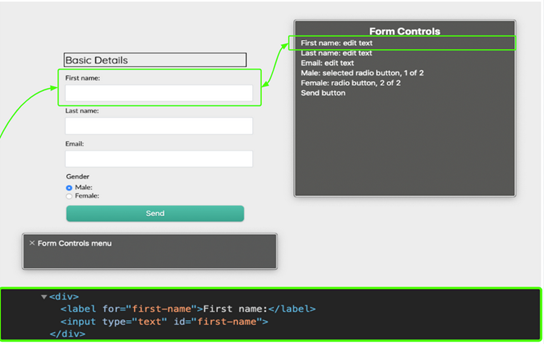 Basic Details
First name:
Last name:
Email:
Gender
Male:
Female:
Send
Form Controls
First name: edit text
Last name: edit text
Email: edit text
Male: selected radio button, 1 of 2
Female: radio button, 2 of 2
Send button
× Form Controls menu
▼<div>
<label for="first-name">First name:</label>
<input type="text" id="first-name">
</div>